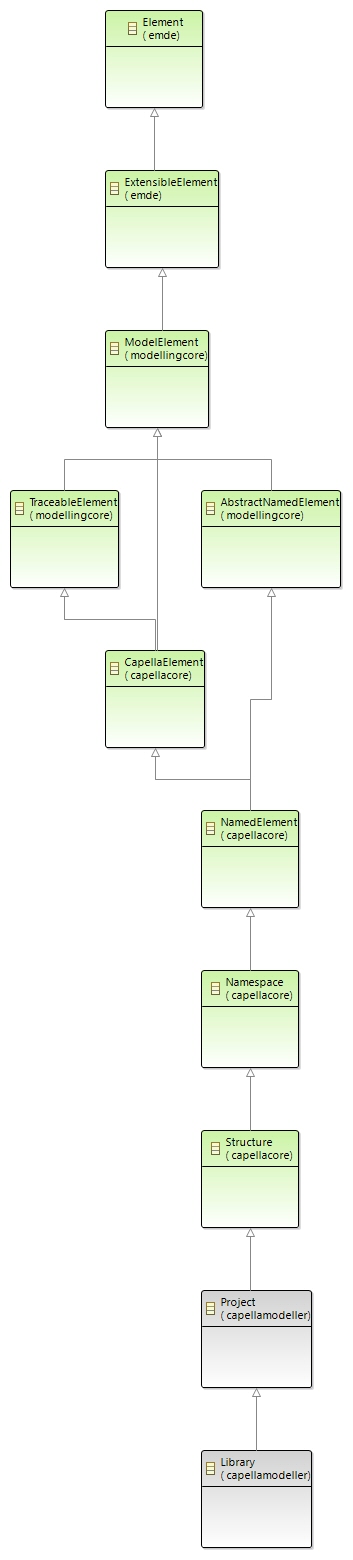 Element
( emde)
ExtensibleElement
( emde)
ModelElement
( modellingcore)
TraceableElement
( modellingcore)
AbstractNamedElement
( modellingcore)
CapellaElement
( capellacore)
NamedElement
( capellacore)
Namespace
( capellacore)
Structure
( capellacore)
Project
( capellamodeller)
Library
( capellamodeller)